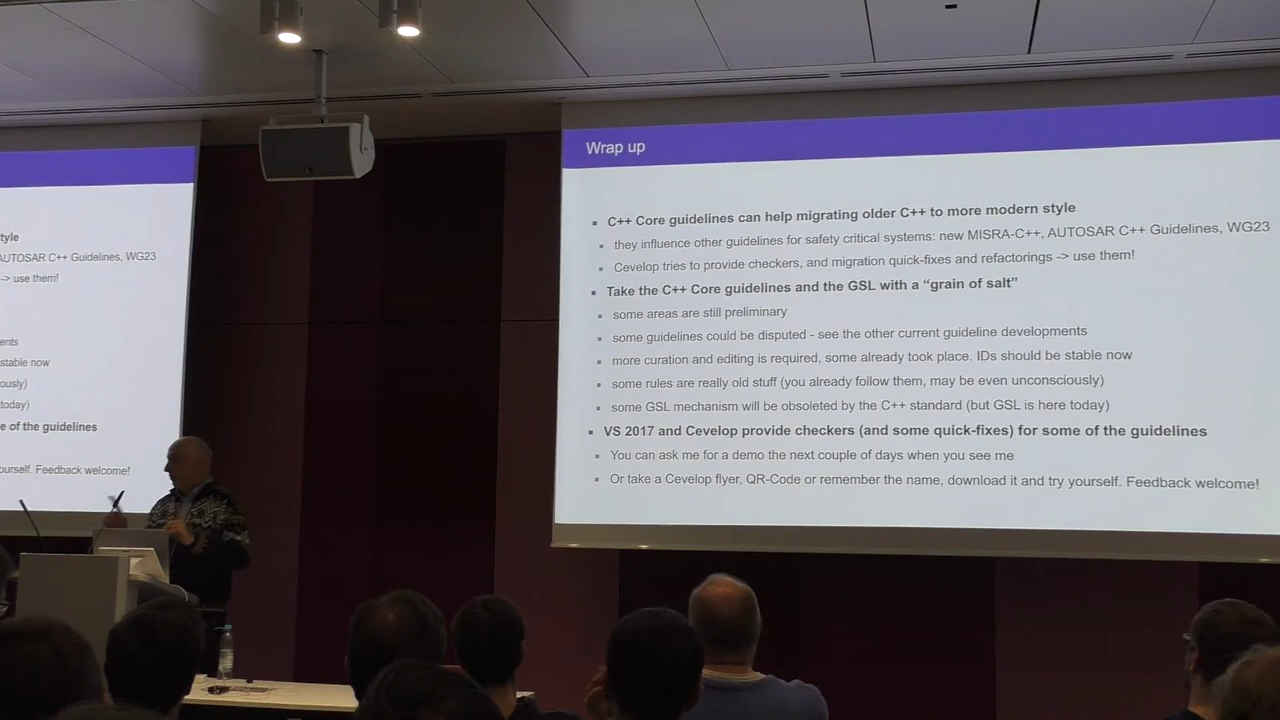 Wrap up
C++ Core guidelines can help migrating older C++ to more modern style
they influence other guidelines for safety critical systems: new MISRA-C++, AUTOSAR C++ Guidelines, WG23
Cevelop tries to provide checkers, and migration quick-fixes and refactorings -> use them!
Take the C++ Core guidelines and the GSL with a “grain of salt”
some areas are still preliminary
some guidelines could be disputed - see the other current guideline developments
more curation and editing is required, some already took place. IDs should be stable now
some rules are really old stuff (you already follow them, may be even unconsciously)
some GSL mechanism will be obsoleted by the C++ standard (but GSL is here today)
VS 2017 and Cevelop provide checkers (and some quick-fixes) for some of the guidelines
You can ask me for a demo the next couple of days when you see me
Or take a Cevelop flyer, QR-Code or remember the name, download it and try yourself. Feedback welcome!
tyle
AUTOSAR C++ Guidelines, WG23
-> use them!
ents
stable now
ously)
today)
e of the guidelines
ourself. Feedback welcome!